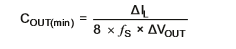 C_OUT(min) = ΔI_L / (8 × f_S × ΔV_OUT)